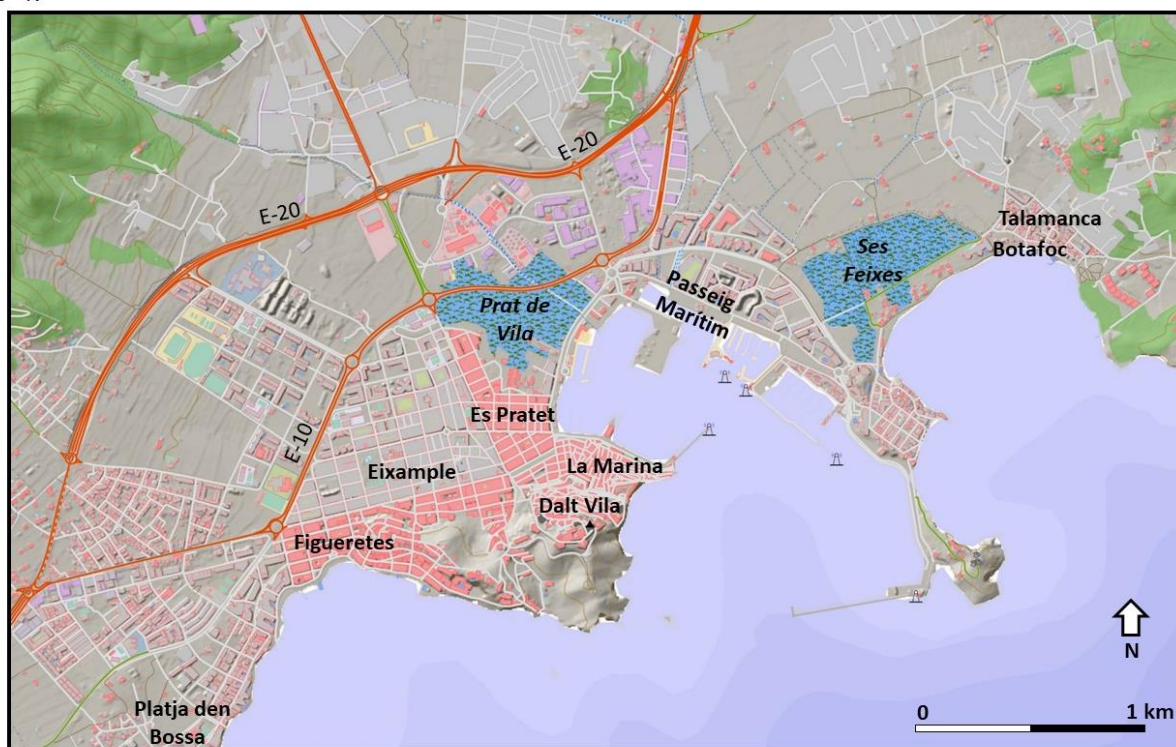 E-20
E-20
Talamanca
Botafoc
Ses
Feixes
Passeig
Marítim
Prat de
Vila
E-10
Es Pratet
Eixample
La Marina
Dalt Vila
Figueretes
N
Platja den
Bossa
0 1 km